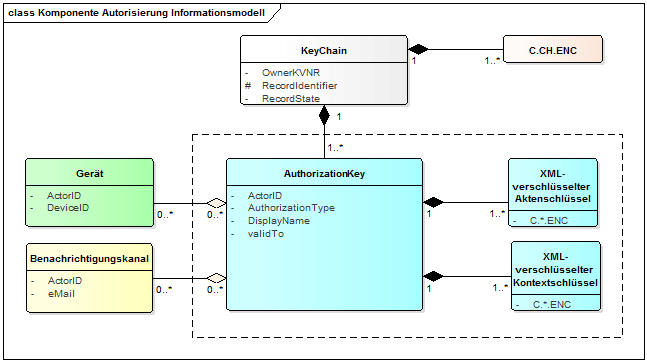 class Komponente Autorisierung Informationsmodell
KeyChain
- OwnerKVNR
# RecordIdentifier
- RecordState
1
1..*
C.CH.ENC
1
1..*
Gerät
- ActorID
- DeviceID
0..*
0..*
AuthorizationKey
- ActorID
- AuthorizationType
- DisplayName
- validTo
1
1..*
XML-
verschlüsselter
Aktenschlüssel
- C.*.ENC
Benachrichtigungskanal
- ActorID
- eMail
0..*
0..*
1
1..*
XML-
verschlüsselter
Kontextschlüssel
- C.*.ENC